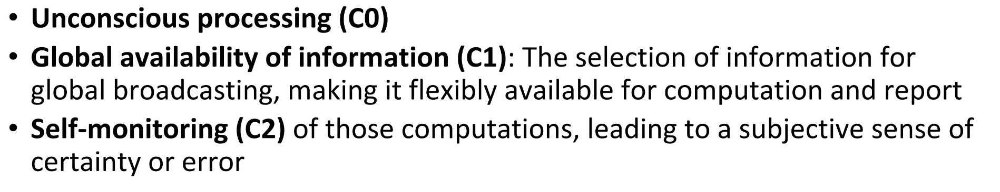 • Unconscious processing (C0)
• Global availability of information (C1): The selection of information for
global broadcasting, making it flexibly available for computation and report
• Self-monitoring (C2) of those computations, leading to a subjective sense of
certainty or error